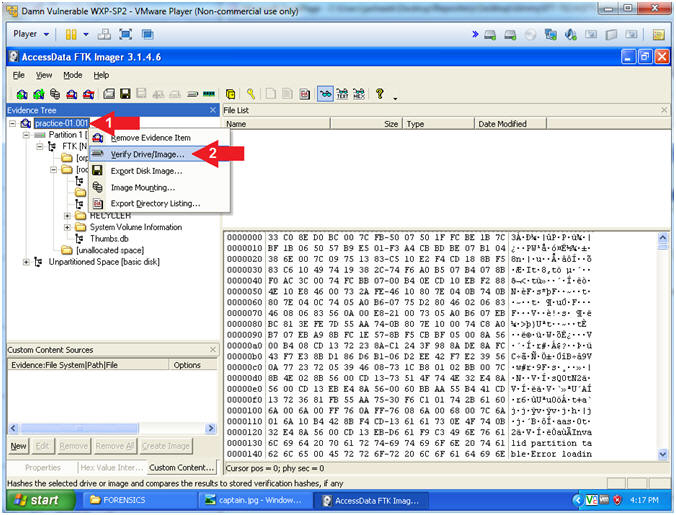 Damn Vulnerable WXP-SP2 - VMware Player (Non-commercial use only)
Player
AccessData FTK Imager 3.1.4.6
File View Mode Help
Evidence Tree
File List
Name Size Type Date Modified
practice-01.001
1
Partition 1 [
FTK [N
[orp
[roo
RECYCLER
System Volume Information
Thumbs.db
[unallocated space]
Unpartitioned Space [basic disk]
Remove Evidence Item
Verify Drive/Image...
2
Export Disk Image...
Image Mounting...
Export Directory Listing...
Custom Content Sources
Evidence:File System|Path|File Options
New Edit Remove Remove All Create Image
Properties Hex Value Inter... Custom Content...
0000000 33 C0 8E D0 BC 00 7C FB-50 07 50 1F FC BE 1B 7C
0000010 BF 1B 06 50 57 B9 E5 01-F3 A4 CB BD BE 07 B1 04
0000020 38 6E 00 7C 09 75 13 83-C5 10 E2 F4 CD 18 8B F5
0000030 83 C6 10 49 74 19 38 2C-74 F6 A0 B5 07 B4 07 8B
0000040 F0 AC 3C 00 74 FC BB 07-00 B4 0E CD 10 EB F2 88
0000050 4E 10 E8 46 00 73 2A FE-46 10 80 7E 04 0B 74 0B
0000060 80 7E 04 0C 74 05 A0 B6-07 75 D2 80 46 02 06 83
0000070 46 08 06 83 56 0A 00 E8-21 00 73 05 A0 B6 07 EB
0000080 BC 81 3E FE 7D 55 AA 74-0B 80 7E 10 00 74 C8 A0
0000090 B7 07 EB A9 8B FC 1E 57-8B F5 CB BF 05 00 8A 56
00000a0 00 B4 08 CD 13 72 23 8A-C1 24 3F 98 8A DE 8A FC
00000b0 43 F7 E3 8B D1 86 D6 B1-06 D2 EE 42 F7 E2 39 56
00000c0 0A 77 23 72 05 39 46 08-73 1C B8 01 02 BB 00 7C
00000d0 8B 4E 02 8B 56 00 CD 13-73 51 4F 74 4E 32 E4 8A
00000e0 56 00 CD 13 EB E4 8A 56-00 60 BB AA 55 B4 41 CD
00000f0 13 72 36 81 FB 55 AA 75-30 F6 C1 01 74 2B 61 60
0000100 6A 00 6A 00 FF 76 0A FF-76 08 6A 00 68 00 7C 6A
0000110 01 6A 10 B4 42 8B F4 CD-13 61 61 73 0E 4F 74 0B
0000120 32 E4 8A 56 00 CD 13 EB-D6 61 F9 C3 49 6E 76 61
0000130 6C 69 64 20 70 61 72 74-69 74 69 6F 6E 20 74 61 lid partition ta
0000140 62 6C 65 00 45 72 72 6F-72 20 6C 6F 61 64 69 6E ble·Error loadin
Cursor pos = 0; phy sec = 0
Hashes the selected drive or image and compares the results to stored verification hashes, if any
start FORENSICS captain.jpg - Window... AccessData FTK Imag... 4:17 PM